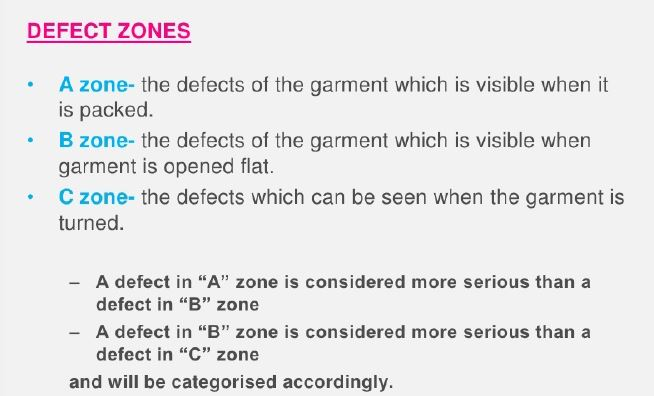 DEFECT ZONES
• A zone- the defects of the garment which is visible when it
is packed.
• B zone- the defects of the garment which is visible when
garment is opened flat.
• C zone- the defects which can be seen when the garment is
turned.
– A defect in “A” zone is considered more serious than a
defect in “B” zone
– A defect in “B” zone is considered more serious than a
defect in “C” zone
and will be categorised accordingly.